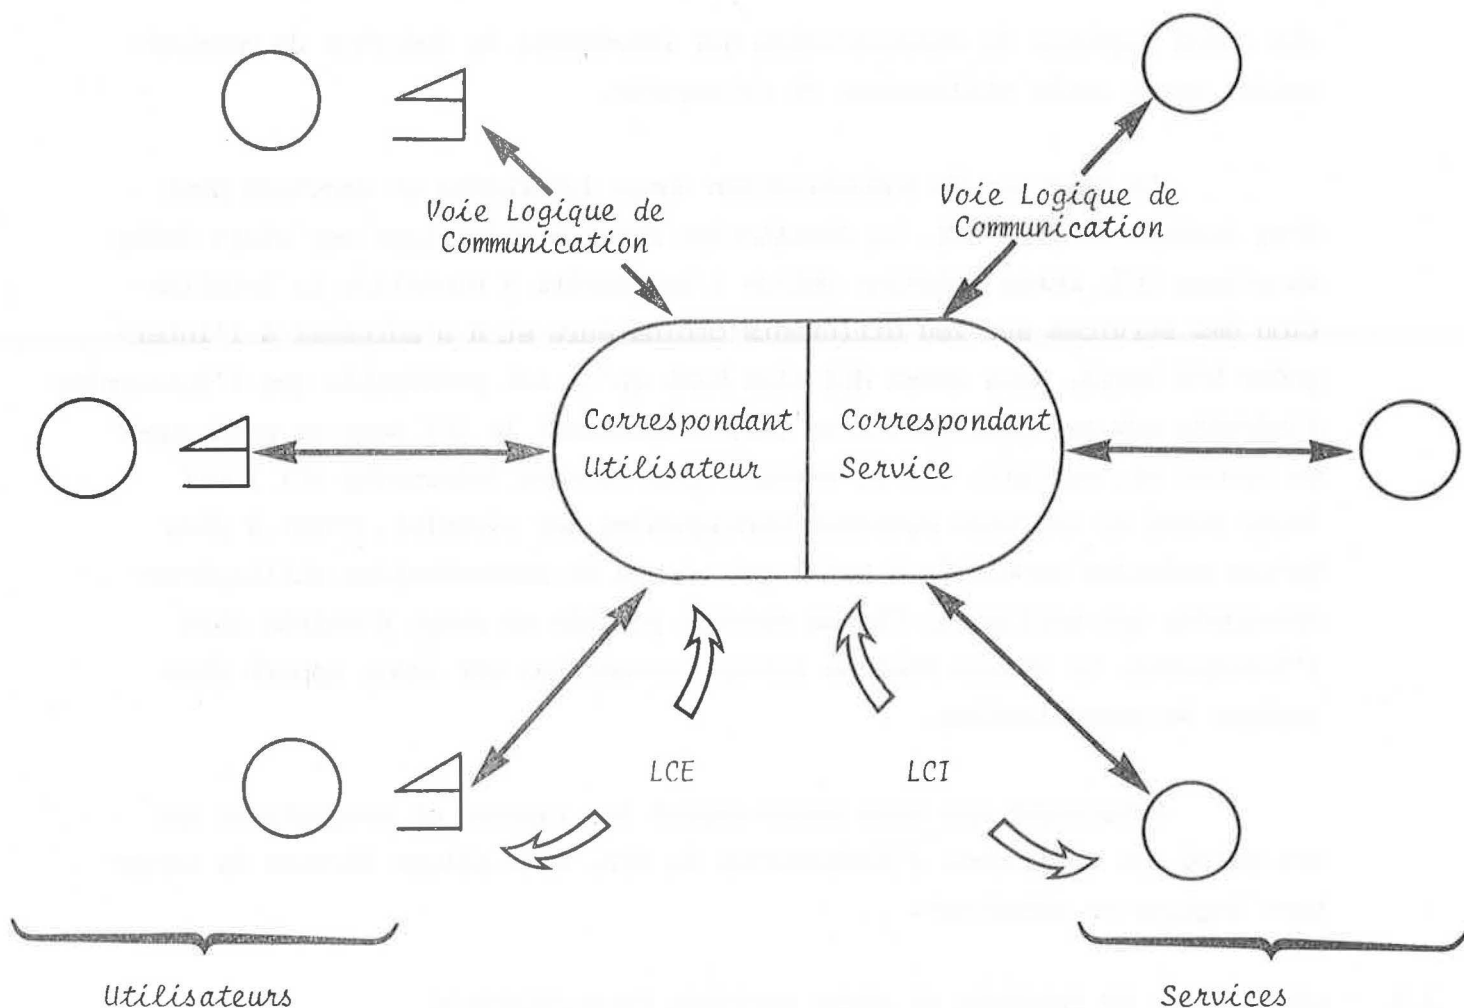 Voie Logique de
Communication
Voie Logique de
Communication
Correspondant
Utilisateur
Correspondant
Service
LCE
LCI
Utilisateurs
Services